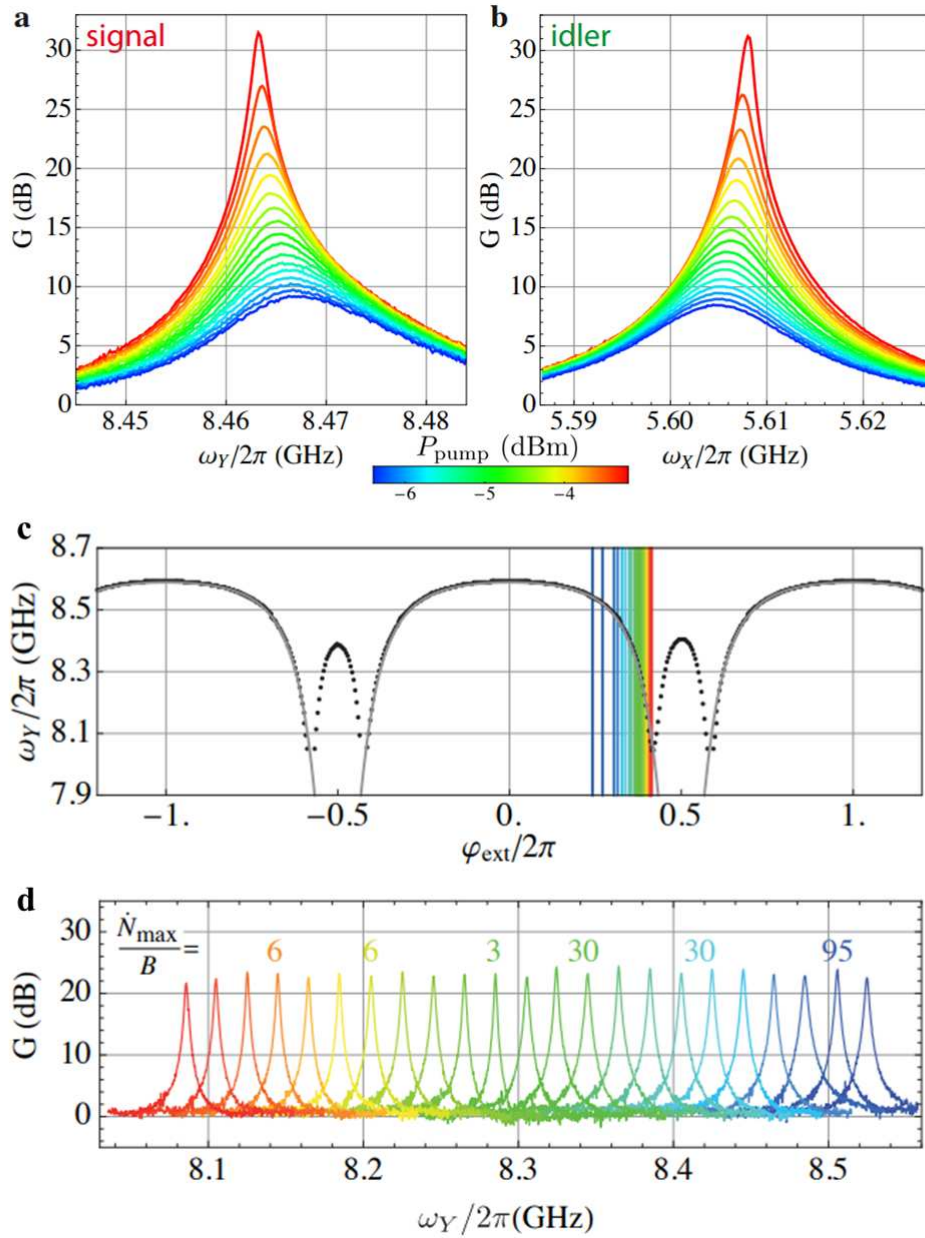 a
signal
b
idler
30
25
20
15
10
5
0
G (dB)
8.45 8.46 8.47 8.48
ω_Y/2π (GHz)
30
25
20
15
10
5
0
G (dB)
5.59 5.60 5.61 5.62
ω_X/2π (GHz)
P_pump (dBm)
−6 −5 −4
c
8.7
8.5
8.3
8.1
7.9
ω_Y/2π (GHz)
−1. −0.5 0. 0.5 1.
φ_ext/2π
d
Ṅ_max/B = 6 6 3 30 30 95
30
20
10
0
G (dB)
8.1 8.2 8.3 8.4 8.5
ω_Y/2π(GHz)